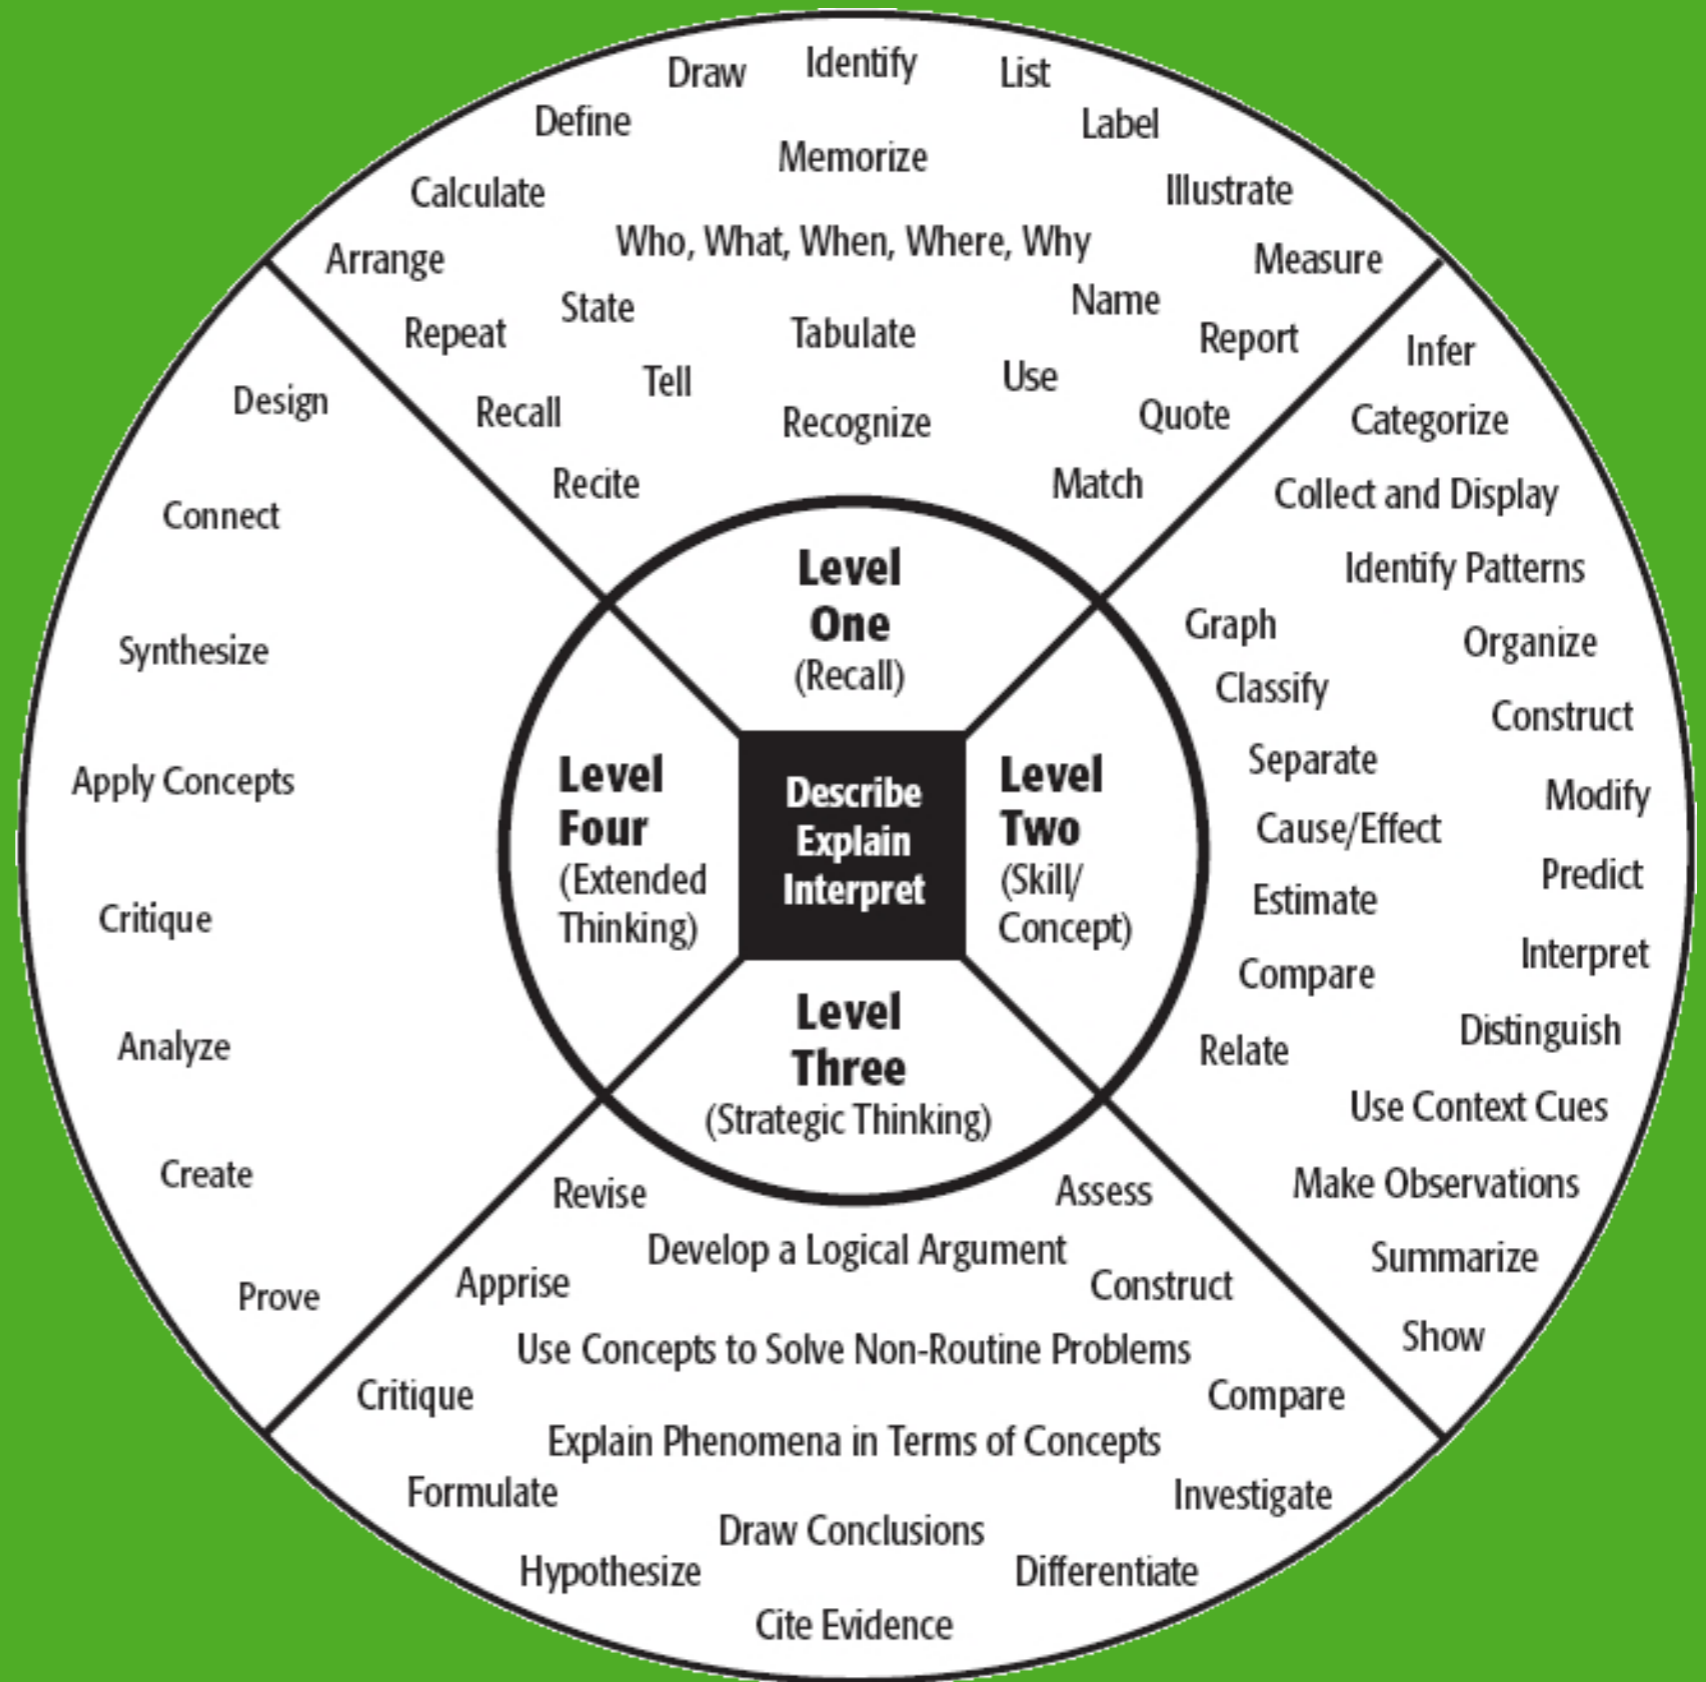 Draw
Identify
List
Define
Label
Memorize
Calculate
Illustrate
Who, What, When, Where, Why
Arrange
Measure
State
Name
Repeat
Tabulate
Report
Tell
Use
Recall
Recognize
Quote
Recite
Match
Level
One
(Recall)
Infer
Categorize
Collect and Display
Identify Patterns
Graph
Organize
Classify
Construct
Separate
Modify
Cause/Effect
Predict
Estimate
Interpret
Compare
Distinguish
Relate
Use Context Cues
Make Observations
Summarize
Show
Level
Two
(Skill/
Concept)
Describe
Explain
Interpret
Level
Three
(Strategic Thinking)
Revise
Assess
Develop a Logical Argument
Apprise
Construct
Use Concepts to Solve Non-Routine Problems
Critique
Compare
Explain Phenomena in Terms of Concepts
Formulate
Investigate
Draw Conclusions
Hypothesize
Differentiate
Cite Evidence
Level
Four
(Extended
Thinking)
Design
Connect
Synthesize
Apply Concepts
Critique
Analyze
Create
Prove